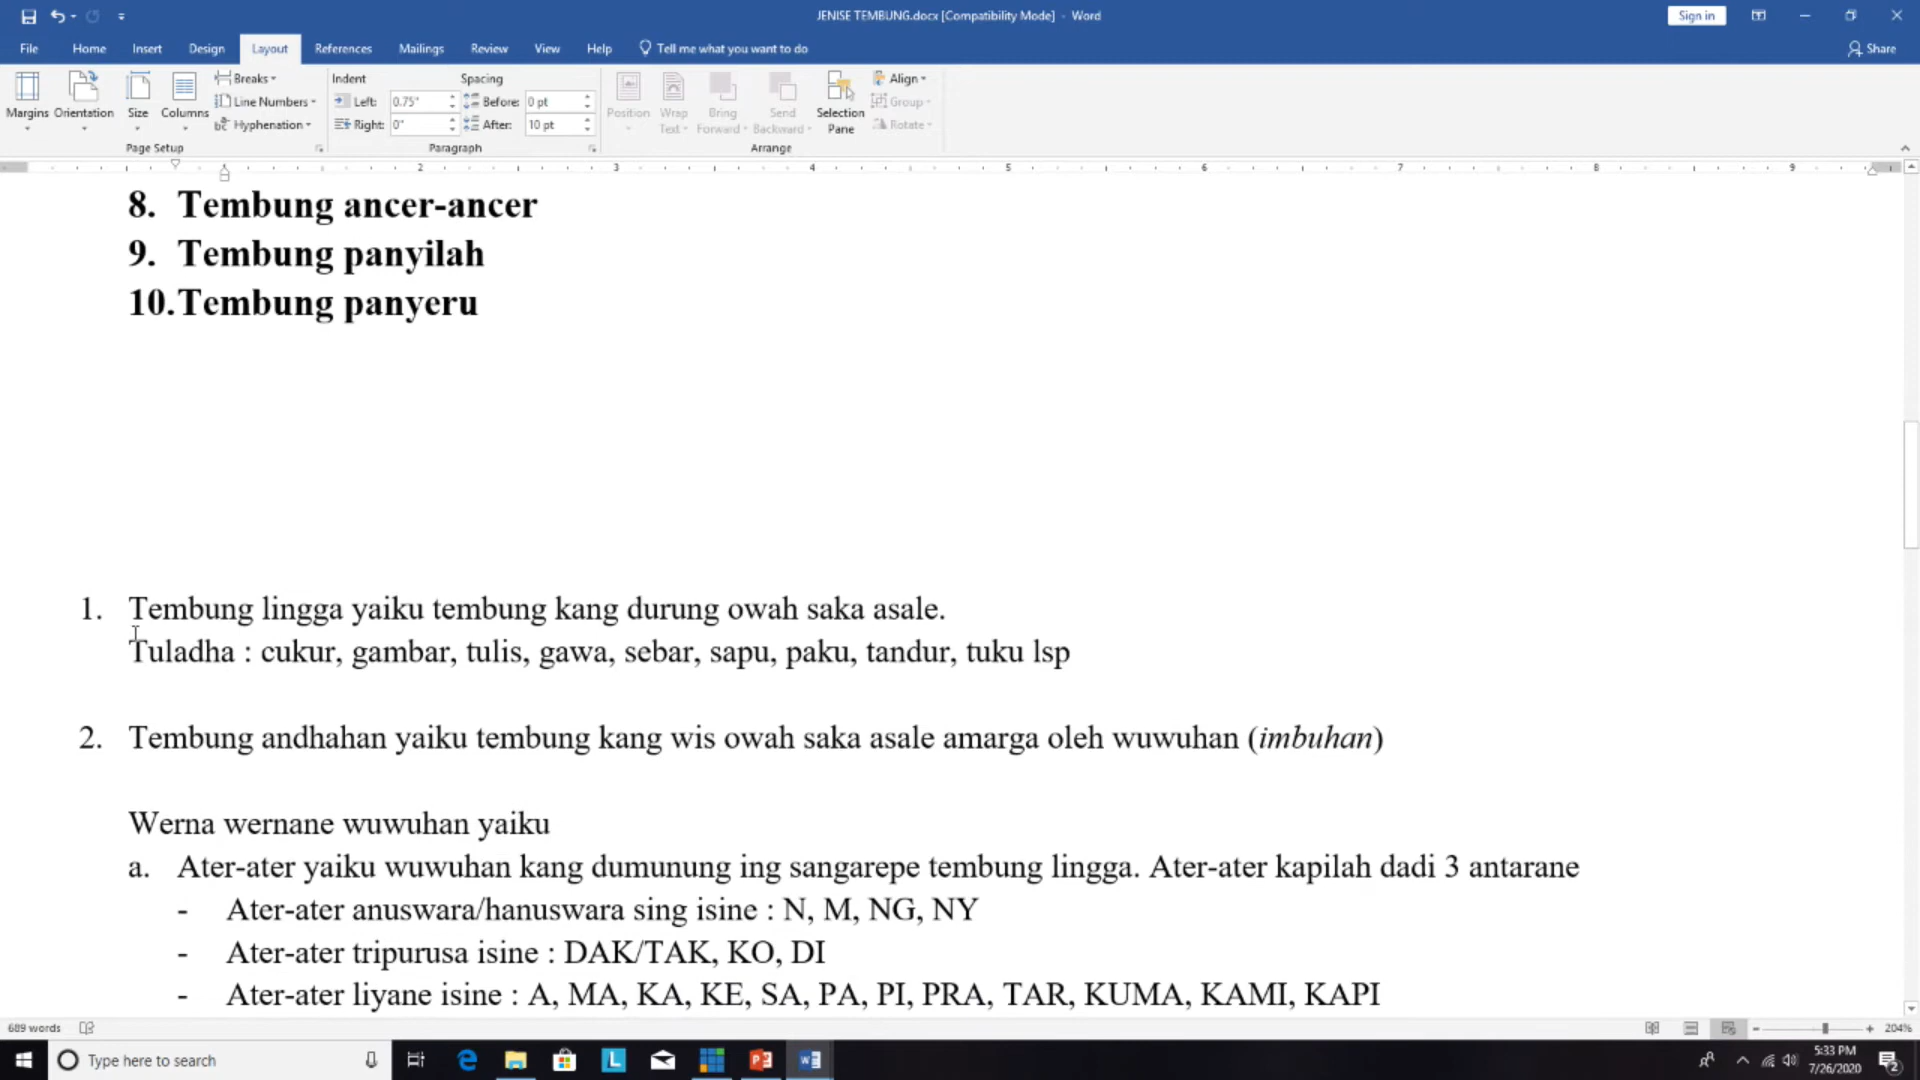 JENISE TEMBUNG.docx [Compatibility Mode] - Word
Sign in
File Home Insert Design Layout References Mailings Review View Help Tell me what you want to do Share
Margins Orientation Size Columns
Breaks
Line Numbers
Hyphenation
Page Setup
Indent Spacing
Left: 0.75" Before: 0 pt
Right: 0" After: 10 pt
Paragraph
Position Wrap Text Bring Forward Send Backward Selection Pane
Align
Group
Rotate
Arrange
2 3 4 5 6 7 8 9
8. Tembung ancer-ancer
9. Tembung panyilah
10.Tembung panyeru
1. Tembung lingga yaiku tembung kang durung owah saka asale.
Tuladha : cukur, gambar, tulis, gawa, sebar, sapu, paku, tandur, tuku lsp
2. Tembung andhahan yaiku tembung kang wis owah saka asale amarga oleh wuwuhan (imbuhan)
Werna wernane wuwuhan yaiku
a. Ater-ater yaiku wuwuhan kang dumunung ing sangarepe tembung lingga. Ater-ater kapilah dadi 3 antarane
- Ater-ater anuswara/hanuswara sing isine : N, M, NG, NY
- Ater-ater tripurusa isine : DAK/TAK, KO, DI
- Ater-ater liyane isine : A, MA, KA, KE, SA, PA, PI, PRA, TAR, KUMA, KAMI, KAPI
689 words
204%
Type here to search
5:33 PM
7/26/2020
2